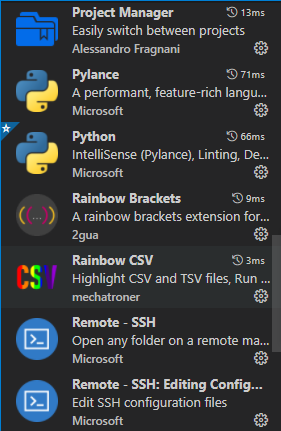 Project Manager 13ms
Easily switch between projects
Alessandro Fragnani
Pylance 71ms
A performant, feature-rich langu...
Microsoft
Python 66ms
IntelliSense (Pylance), Linting, De...
Microsoft
Rainbow Brackets 9ms
(...)
A rainbow brackets extension for...
2gua
Rainbow CSV 3ms
CSV
Highlight CSV and TSV files, Run ...
mechatroner
Remote - SSH
Open any folder on a remote ma...
Microsoft
Remote - SSH: Editing Config...
Edit SSH configuration files
Microsoft